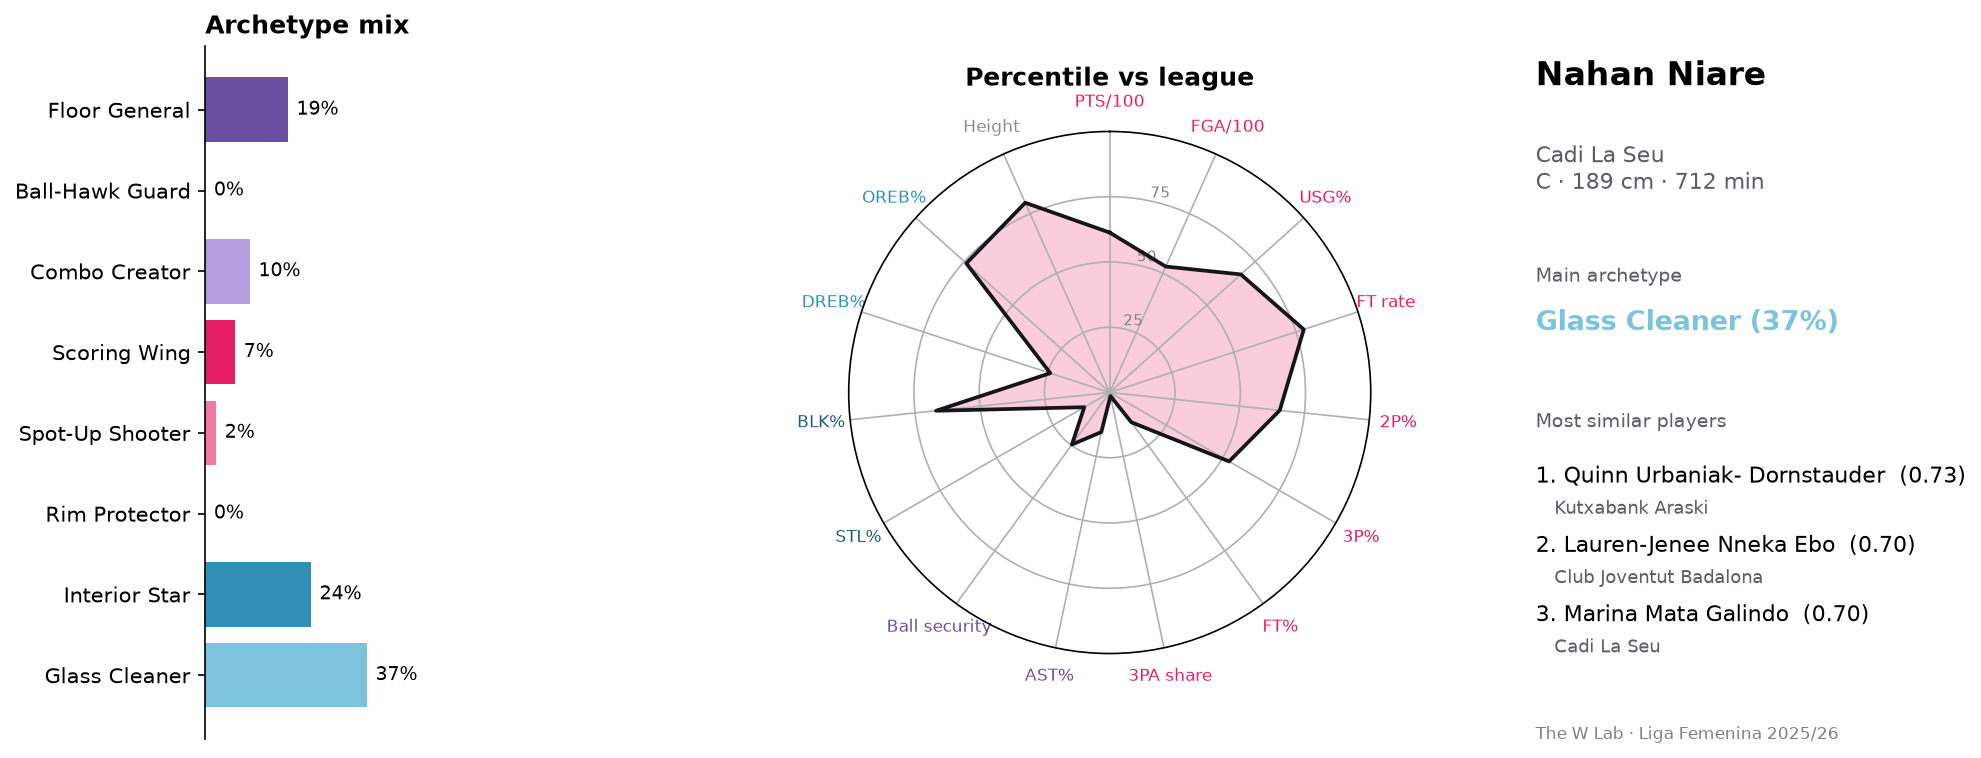 Archetype mix
Floor General
19%
Ball-Hawk Guard
0%
Combo Creator
10%
Scoring Wing
7%
Spot-Up Shooter
2%
Rim Protector
0%
Interior Star
24%
Glass Cleaner
37%
Percentile vs league
PTS/100
FGA/100
USG%
FT rate
2P%
3P%
FT%
3PA share
AST%
Ball security
STL%
BLK%
DREB%
OREB%
Height
75
50
25
Nahan Niare
Cadi La Seu
C · 189 cm · 712 min
Main archetype
Glass Cleaner (37%)
Most similar players
1. Quinn Urbaniak- Dornstauder (0.73)
Kutxabank Araski
2. Lauren-Jenee Nneka Ebo (0.70)
Club Joventut Badalona
3. Marina Mata Galindo (0.70)
Cadi La Seu
The W Lab · Liga Femenina 2025/26